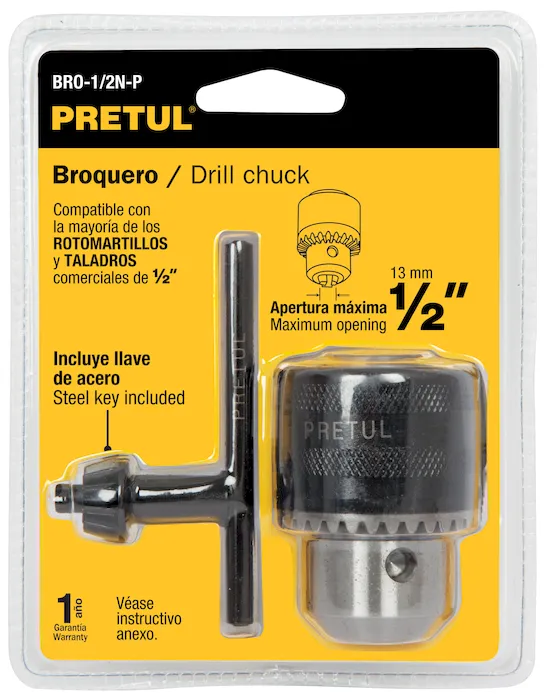 BRO-1/2N-P
PRETUL®
Broquero / Drill chuck
Compatible con
la mayoría de los
ROTOMARTILLOS
y TALADROS
comerciales de ½”
13 mm
Apertura máxima
Maximum opening
½”
Incluye llave
de acero
Steel key included
PRETUL
PRETUL
1 año
Garantía
Warranty
Véase
instructivo
anexo.